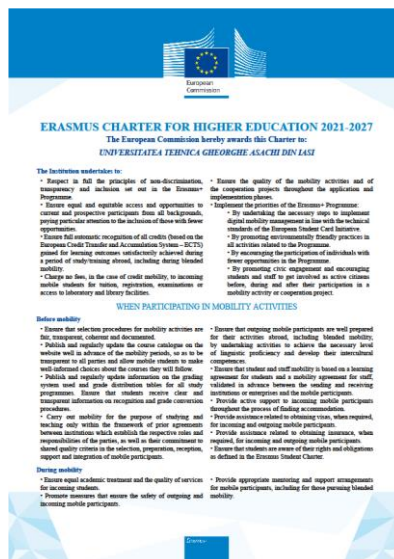 European
Commission
ERASMUS CHARTER FOR HIGHER EDUCATION 2021-2027
The European Commission hereby awards this Charter to:
UNIVERSITATEA TEHNICA GHEORGHE ASACHI DIN IASI
The Institution undertakes to:
• Respect in full the principles of non-discrimination,
transparency and inclusion set out in the Erasmus+
Programme.
• Ensure equal and equitable access and opportunities to
current and prospective participants from all backgrounds,
paying particular attention to the inclusion of those with fewer
opportunities.
• Ensure full automatic recognition of all credits (based on the
European Credit Transfer and Accumulation System – ECTS)
gained for learning outcomes satisfactorily achieved during
a period of study/training abroad, including during blended
mobility.
• Charge no fees, in the case of credit mobility, to incoming
mobile students for tuition, registration, examinations or
access to laboratory and library facilities.
• Ensure the quality of the mobility activities and of
the cooperation projects throughout the application and
implementation phases.
• Implement the priorities of the Erasmus+ Programme:
• By undertaking the necessary steps to implement
digital mobility management in line with the technical
standards of the European Student Card Initiative.
• By promoting environmentally friendly practices in
all activities related to the Programme.
• By encouraging the participation of individuals with
fewer opportunities in the Programme.
• By promoting civic engagement and encouraging
students and staff to get involved as active citizens
before, during and after their participation in a
mobility activity or cooperation project.
WHEN PARTICIPATING IN MOBILITY ACTIVITIES
Before mobility
• Ensure that selection procedures for mobility activities are
fair, transparent, coherent and documented.
• Publish and regularly update the course catalogue on the
website well in advance of the mobility periods, so as to be
transparent to all parties and allow mobile students to make
well-informed choices about the courses they will follow.
• Publish and regularly update information on the grading
system used and grade distribution tables for all study
programmes. Ensure that students receive clear and
transparent information on recognition and grade conversion
procedures.
• Carry out mobility for the purpose of studying and
teaching only within the framework of prior agreements
between institutions which establish the respective roles and
responsibilities of the parties, as well as their commitment to
shared quality criteria in the selection, preparation, reception,
support and integration of mobile participants.
• Ensure that outgoing mobile participants are well prepared
for their activities abroad, including blended mobility,
by undertaking activities to achieve the necessary level
of linguistic proficiency and develop their intercultural
competences.
• Ensure that student and staff mobility is based on a learning
agreement for students and a mobility agreement for staff,
validated in advance between the sending and receiving
institutions or enterprises and the mobile participants.
• Provide active support to incoming mobile participants
throughout the process of finding accommodation.
• Provide assistance related to obtaining visas, when required,
for incoming and outgoing mobile participants.
• Provide assistance related to obtaining insurance, when
required, for incoming and outgoing mobile participants.
• Ensure that students are aware of their rights and obligations
as defined in the Erasmus Student Charter.
During mobility
• Ensure equal academic treatment and the quality of services
for incoming students.
• Promote measures that ensure the safety of outgoing and
incoming mobile participants.
• Provide appropriate mentoring and support arrangements
for mobile participants, including for those pursuing blended
mobility.
Erasmus+